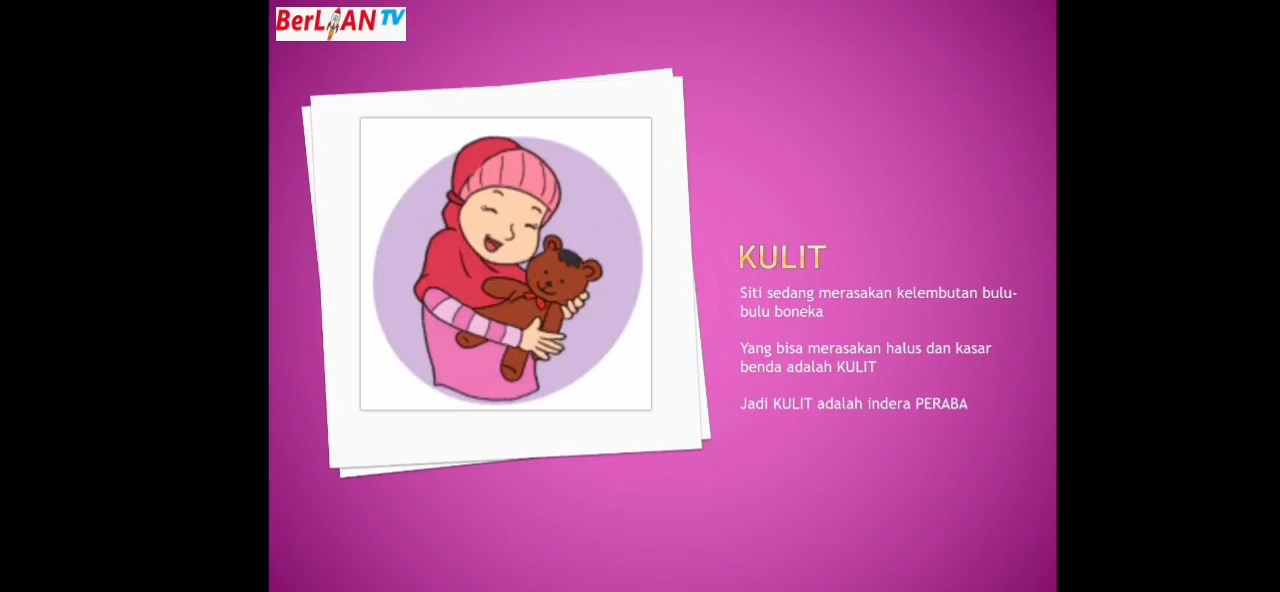 BerLIAN TV
KULIT
Siti sedang merasakan kelembutan bulu-
bulu boneka
Yang bisa merasakan halus dan kasar
benda adalah KULIT
Jadi KULIT adalah indera PERABA